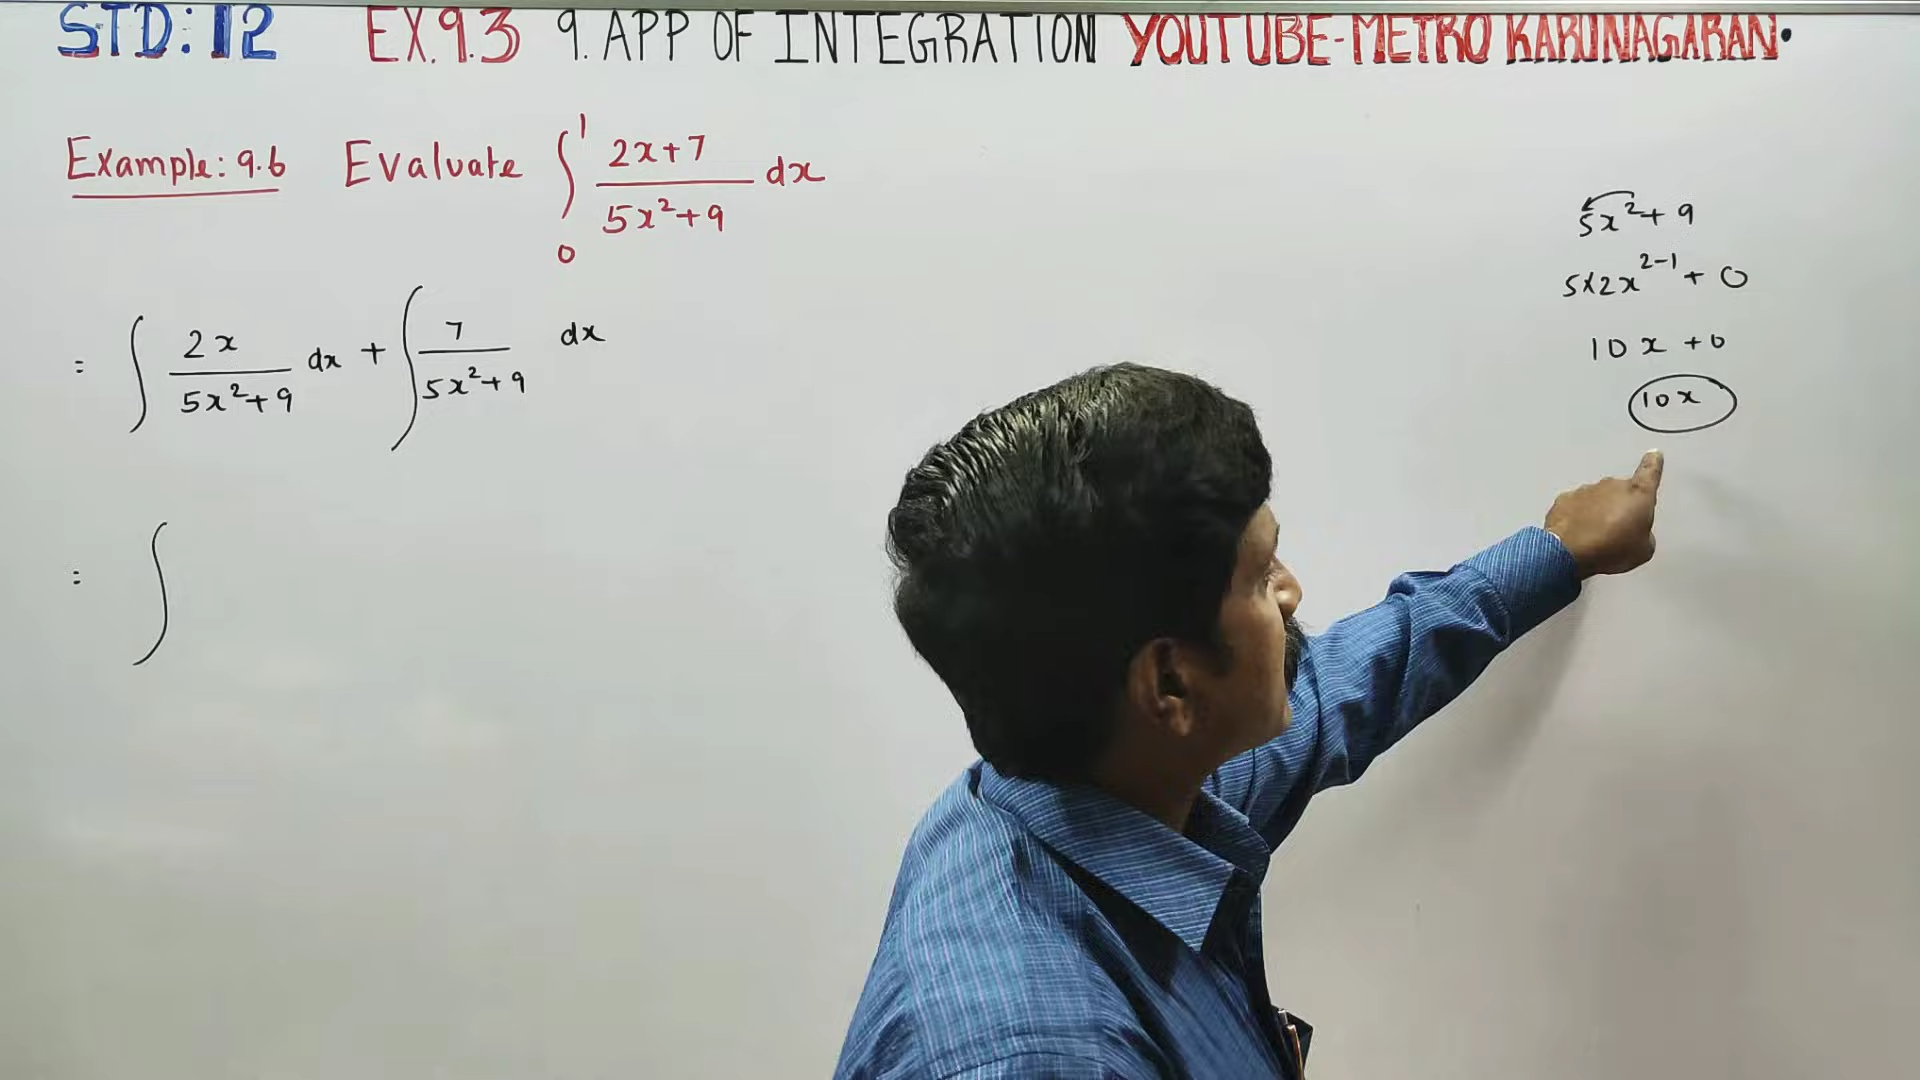 STD: 12 EX.9.3 9. APP OF INTEGRATION YOUTUBE-METRO KARUNAGARAN.
Example: 9.6 Evaluate ∫₀¹ (2x+7)/(5x²+9) dx
= ∫ 2x/(5x²+9) dx + ∫ 7/(5x²+9) dx
= ∫
5x²+9
5×2x²⁻¹ + 0
10x +0
10x